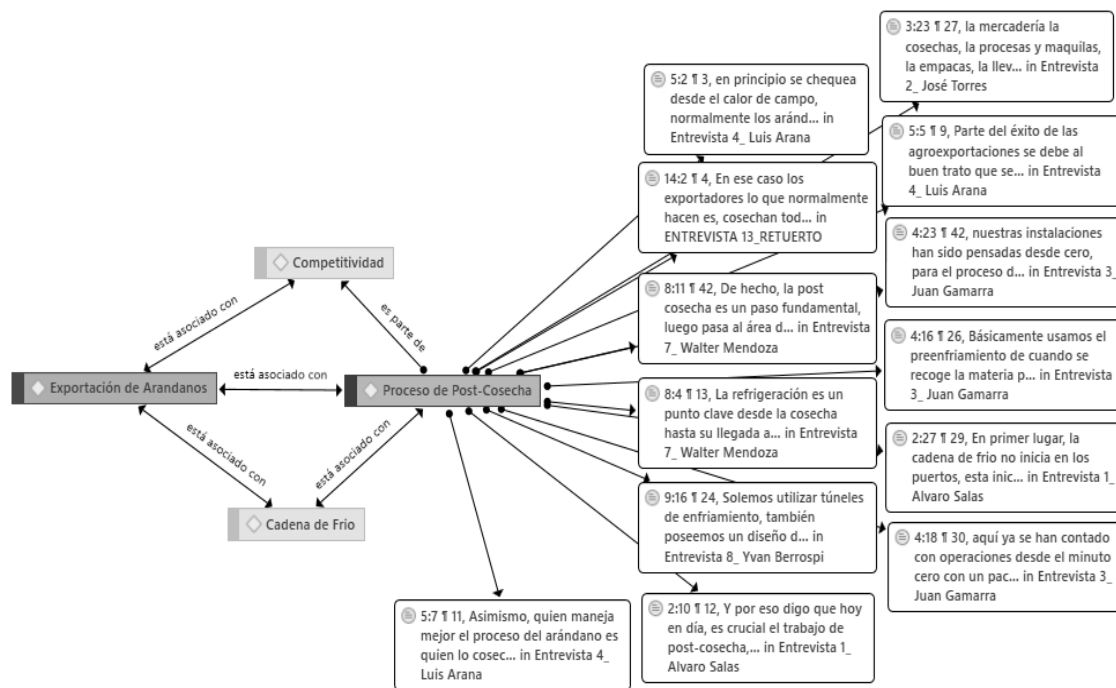 Competitividad
está asociado con
es parte de
Exportación de Arandanos
está asociado con
Proceso de Post-Cosecha
está asociado con
está asociado con
Cadena de Frio
5:2 ¶ 3, en principio se chequea
desde el calor de campo,
normalmente los aránd... in
Entrevista 4_ Luis Arana
14:2 ¶ 4, En ese caso los
exportadores lo que normalmente
hacen es, cosechan tod... in
ENTREVISTA 13_RETUERTO
8:11 ¶ 42, De hecho, la post
cosecha es un paso fundamental,
luego pasa al área d... in Entrevista
7_ Walter Mendoza
8:4 ¶ 13, La refrigeración es un
punto clave desde la cosecha
hasta su llegada a... in Entrevista
7_ Walter Mendoza
9:16 ¶ 24, Solemos utilizar túneles
de enfriamiento, también
poseemos un diseño d... in
Entrevista 8_ Yvan Berrospi
5:7 ¶ 11, Asimismo, quien maneja
mejor el proceso del arándano es
quien lo cosec... in Entrevista 4_
Luis Arana
2:10 ¶ 12, Y por eso digo que hoy
en día, es crucial el trabajo de
post-cosecha,... in Entrevista 1_
Alvaro Salas
3:23 ¶ 27, la mercadería la
cosechas, la procesas y maquilas,
la empacas, la llev... in Entrevista
2_ José Torres
5:5 ¶ 9, Parte del éxito de las
agroexportaciones se debe al
buen trato que se... in Entrevista
4_ Luis Arana
4:23 ¶ 42, nuestras instalaciones
han sido pensadas desde cero,
para el proceso d... in Entrevista 3_
Juan Gamarra
4:16 ¶ 26, Básicamente usamos el
preenfriamiento de cuando se
recoge la materia p... in Entrevista
3_ Juan Gamarra
2:27 ¶ 29, En primer lugar, la
cadena de frio no inicia en los
puertos, esta inic... in Entrevista 1_
Alvaro Salas
4:18 ¶ 30, aquí ya se han contado
con operaciones desde el minuto
cero con un pac... in Entrevista 3_
Juan Gamarra